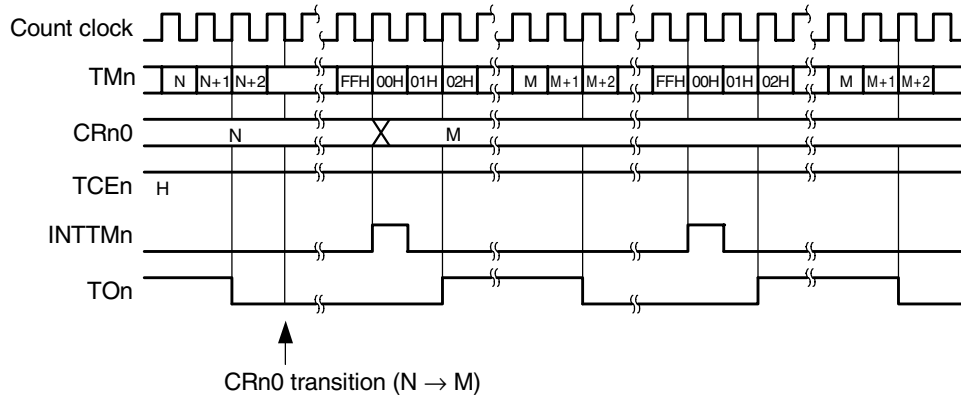 Count clock
TMn N N+1 N+2 FFH 00H 01H 02H M M+1 M+2 FFH 00H 01H 02H M M+1 M+2
CRn0 N M
TCEn H
INTTMn
TOn
CRn0 transition (N → M)